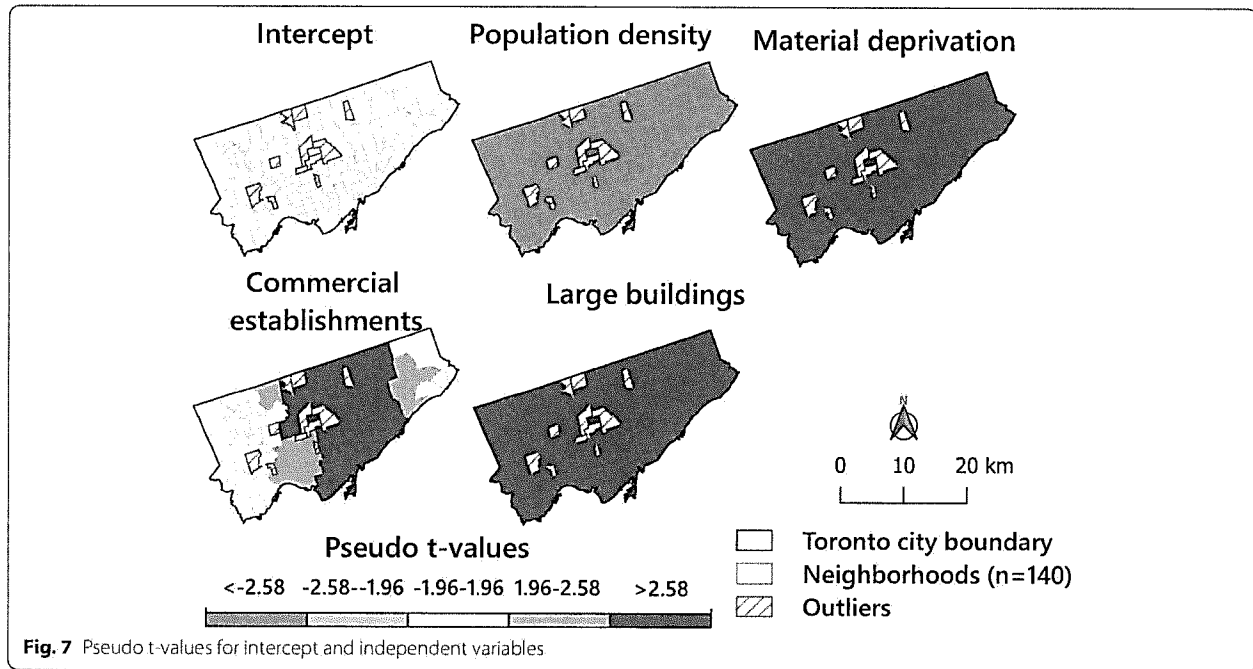 Intercept
Population density
Material deprivation
Commercial
establishments
Large buildings
N
0 10 20 km
Pseudo t-values
<-2.58 -2.58--1.96 -1.96-1.96 1.96-2.58 >2.58
Toronto city boundary
Neighborhoods (n=140)
Outliers
Fig. 7 Pseudo t-values for intercept and independent variables